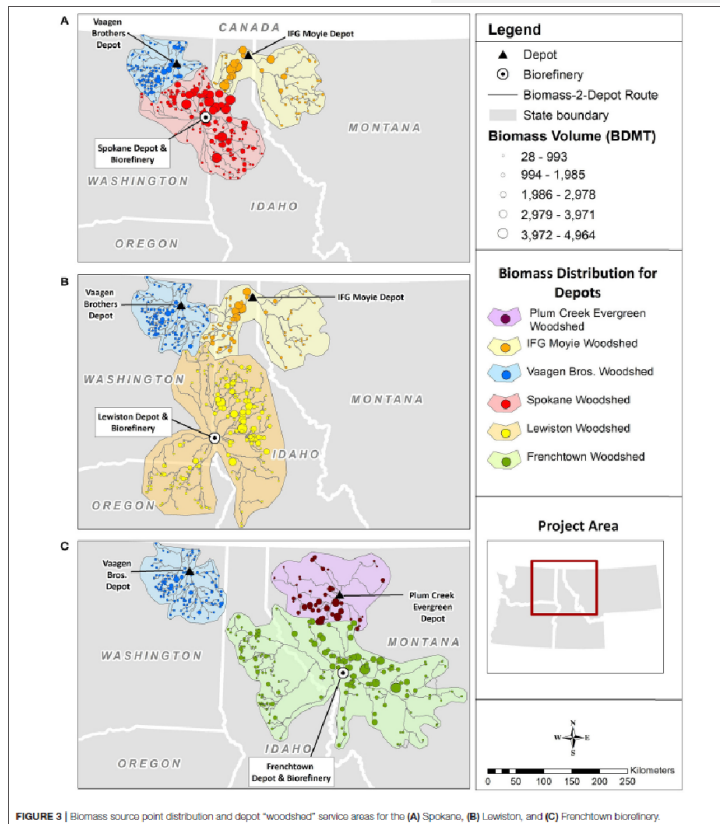 A
CANADA
Vaagen
Brothers
Depot
IFG Moyie Depot
MONTANA
Spokane Depot &
Biorefinery
WASHINGTON
IDAHO
OREGON
B
Vaagen
Brothers
Depot
IFG Moyie Depot
WASHINGTON
MONTANA
Lewiston Depot &
Biorefinery
IDAHO
OREGON
C
Vaagen
Bros.
Depot
Plum Creek
Evergreen
Depot
WASHINGTON
MONTANA
IDAHO
OREGON
Frenchtown
Depot & Biorefinery
Legend
Depot
Biorefinery
Biomass-2-Depot Route
State boundary
Biomass Volume (BDMT)
28 - 993
994 - 1,985
1,986 - 2,978
2,979 - 3,971
3,972 - 4,964
Biomass Distribution for
Depots
Plum Creek Evergreen
Woodshed
IFG Moyie Woodshed
Vaagen Bros. Woodshed
Spokane Woodshed
Lewiston Woodshed
Frenchtown Woodshed
Project Area
N
W E
S
Kilometers
0 50 100 150 200 250
FIGURE 3 | Biomass source point distribution and depot "woodshed" service areas for the (A) Spokane, (B) Lewiston, and (C) Frenchtown biorefinery.